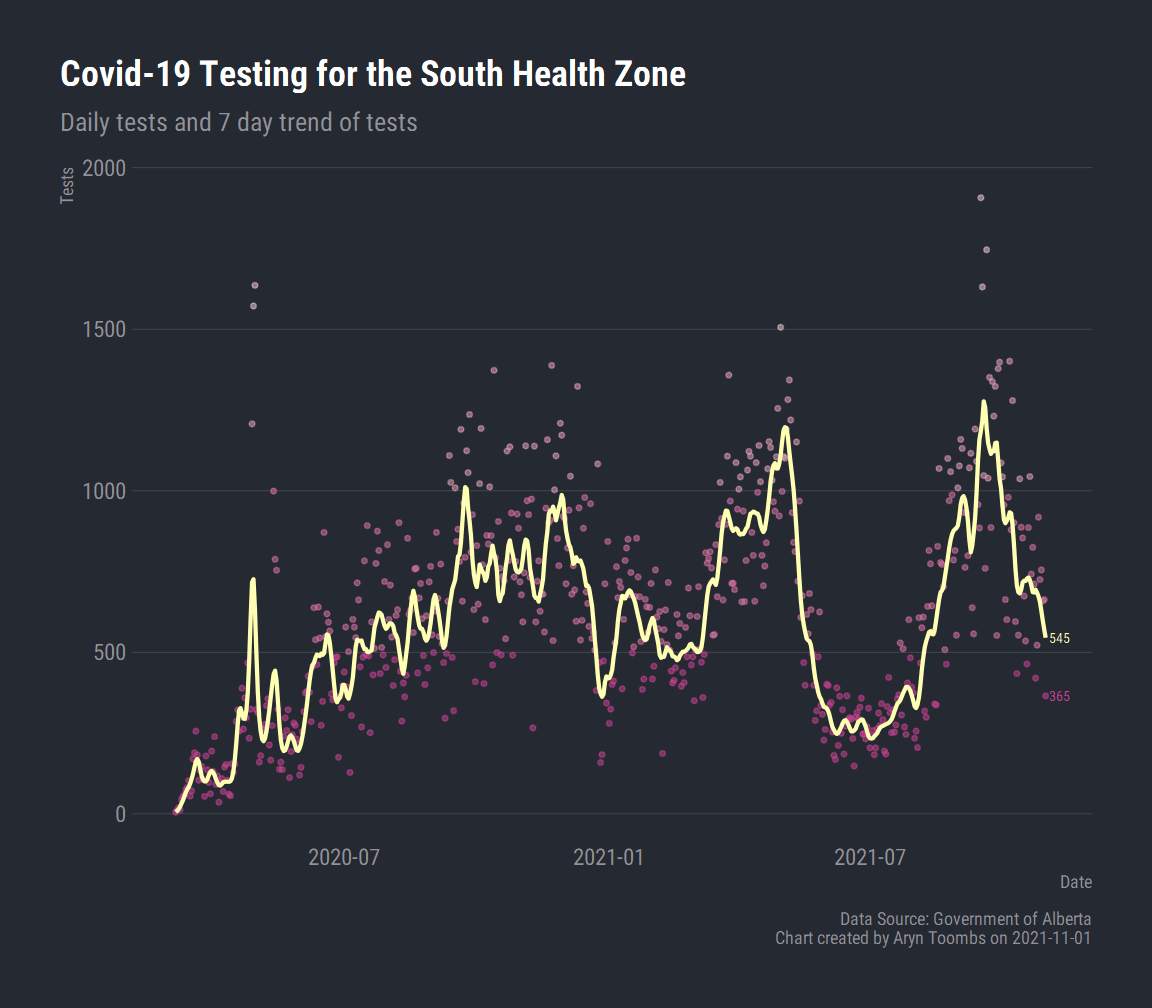 Covid-19 Testing for the South Health Zone
Daily tests and 7 day trend of tests
Tests
2000
1500
1000
500
0
545
365
2020-07 2021-01 2021-07
Date
Data Source: Government of Alberta
Chart created by Aryn Toombs on 2021-11-01